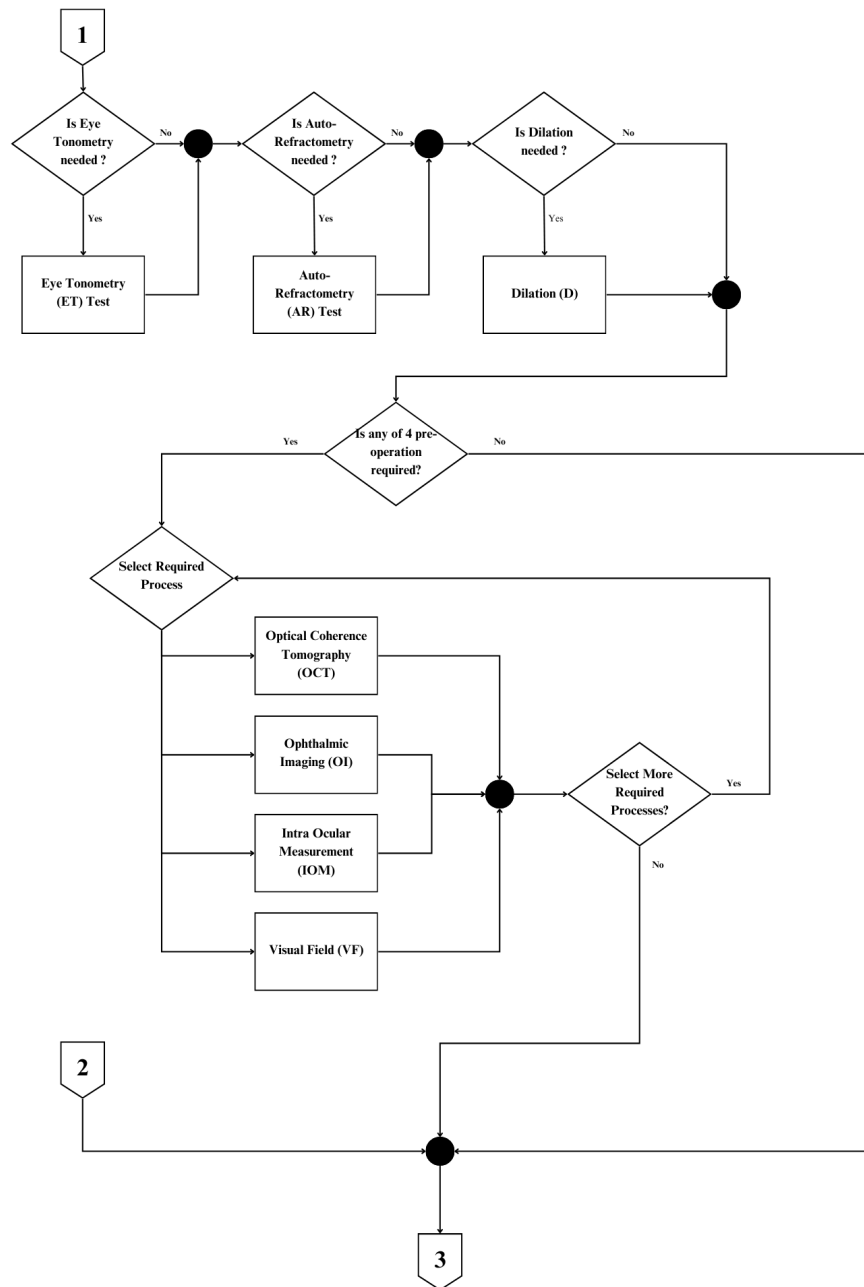 1
Is Eye
Tonometry
needed ?
No
Is Auto-
Refractometry
needed ?
No
Is Dilation
needed ?
No
Yes
Yes
Yes
Eye Tonometry
(ET) Test
Auto-
Refractometry
(AR) Test
Dilation (D)
Is any of 4 pre-
operation
required?
Yes
No
Select Required
Process
Optical Coherence
Tomography
(OCT)
Ophthalmic
Imaging (OI)
Intra Ocular
Measurement
(IOM)
Visual Field (VF)
Select More
Required
Processes?
Yes
No
2
3